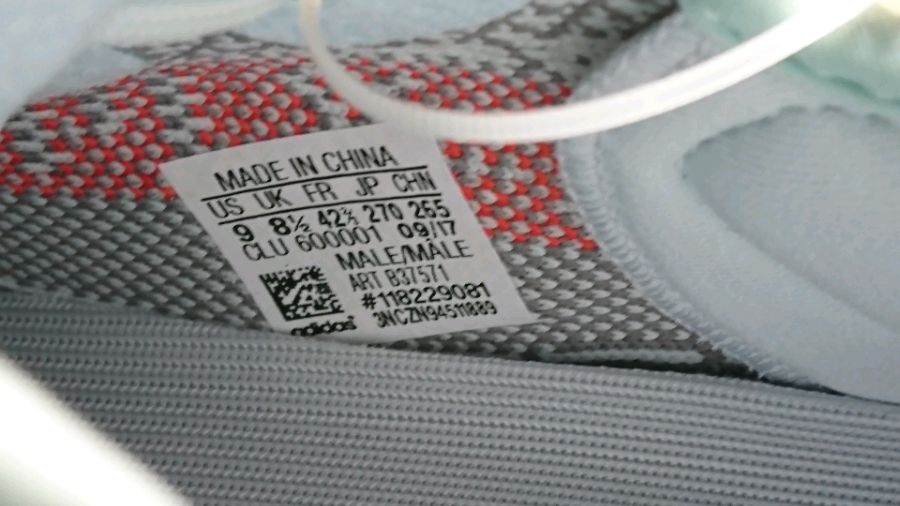 MADE IN CHINA
US UK FR JP CHN
9 8½ 42⅔ 270 265
CLU 600001 09/17
MALE/MÂLE
ART B37571
#118229081
3NCZN94511889
adidas